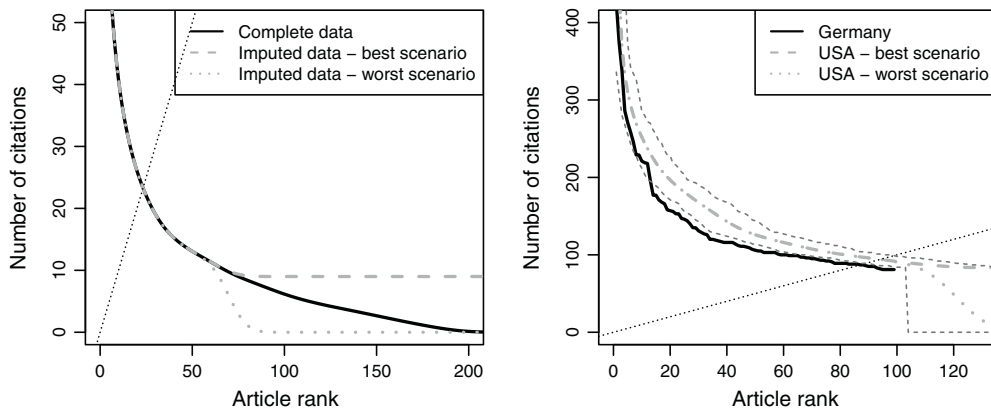 Complete data
Imputed data − best scenario
Imputed data − worst scenario
50
40
30
20
10
0
Number of citations
0
50
100
150
200
Article rank
Germany
USA − best scenario
USA − worst scenario
400
300
200
100
0
Number of citations
0
20
40
60
80
100
120
Article rank